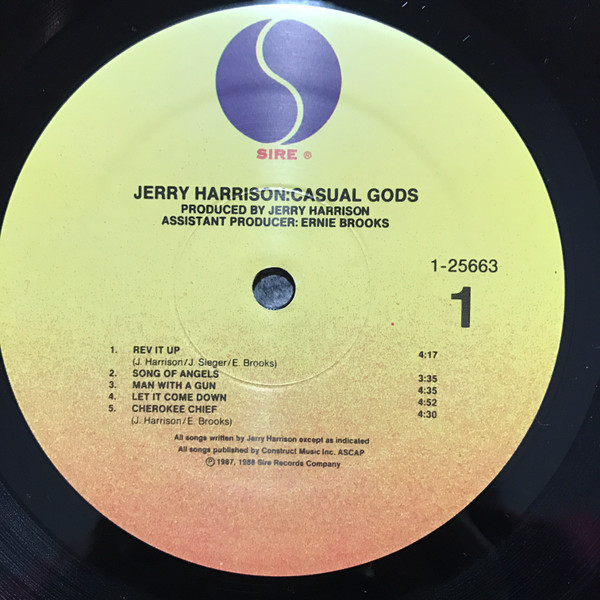 SIRE ®
JERRY HARRISON:CASUAL GODS
PRODUCED BY JERRY HARRISON
ASSISTANT PRODUCER: ERNIE BROOKS
1-25663
1
1. REV IT UP 4:17
(J. Harrison/J. Sieger/E. Brooks)
2. SONG OF ANGELS 3:35
3. MAN WITH A GUN 4:35
4. LET IT COME DOWN 4:52
5. CHEROKEE CHIEF 4:30
(J. Harrison/E. Brooks)
All songs written by Jerry Harrison except as indicated
All songs published by Construct Music Inc. ASCAP
℗ 1987, 1988 Sire Records Company